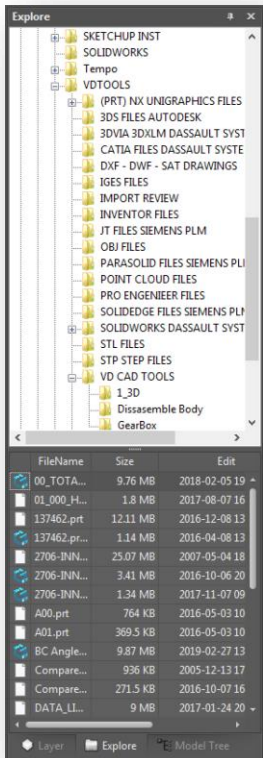 Explore
SKETCHUP INST
SOLIDWORKS
Tempo
VDTOOLS
(PRT) NX UNIGRAPHICS FILES
3DS FILES AUTODESK
3DVIA 3DXLM DASSAULT SYST
CATIA FILES DASSAULT SYSTE
DXF - DWF - SAT DRAWINGS
IGES FILES
IMPORT REVIEW
INVENTOR FILES
JT FILES SIEMENS PLM
OBJ FILES
PARASOLID FILES SIEMENS PLI
POINT CLOUD FILES
PRO ENGENIEER FILES
SOLIDEDGE FILES SIEMENS PLN
SOLIDWORKS DASSAULT SYST
STL FILES
STP STEP FILES
VD CAD TOOLS
1_3D
Dissasemble Body
GearBox
FileName Size Edit
00_TOTA... 9.76 MB 2018-02-05 19
01_000_H... 1.8 MB 2017-08-07 16
137462.prt 12.11 MB 2016-12-08 13
137462.pr... 1.14 MB 2016-04-08 13
2706-INN... 25.07 MB 2007-05-04 18
2706-INN... 3.41 MB 2016-10-06 20
2706-INN... 1.34 MB 2017-11-07 09
A00.prt 764 KB 2016-05-03 10
A01.prt 369.5 KB 2016-05-03 10
BC Angle... 9.87 MB 2019-02-27 13
Compare... 936 KB 2005-12-13 17
Compare... 271.5 KB 2016-10-07 16
DATA_LI... 9 MB 2017-01-24 20
Layer Explore Model Tree